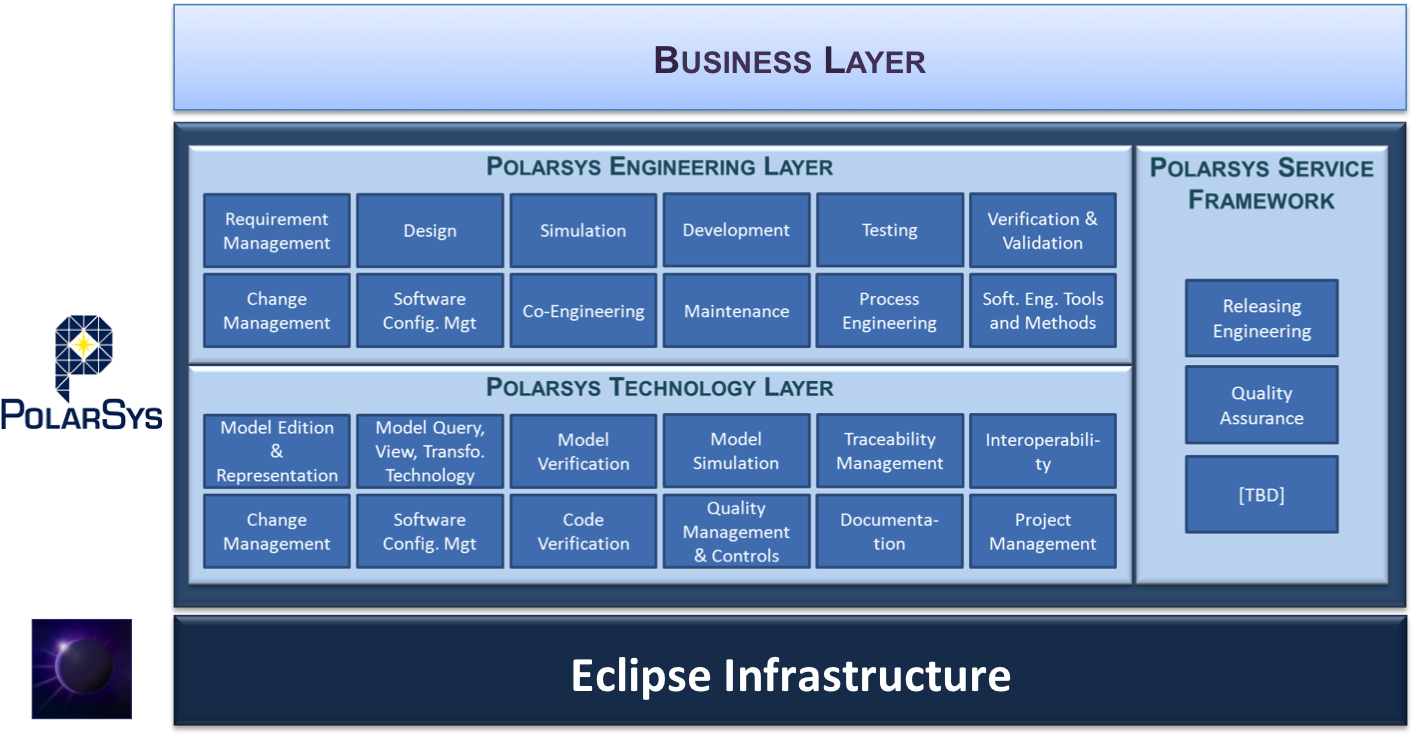 BUSINESS LAYER
POLARSYS ENGINEERING LAYER
Requirement
Management
Design
Simulation
Development
Testing
Verification &
Validation
Change
Management
Software
Config. Mgt
Co-Engineering
Maintenance
Process
Engineering
Soft. Eng. Tools
and Methods
POLARSYS TECHNOLOGY LAYER
Model Edition
&
Representation
Model Query,
View, Transfo.
Technology
Model
Verification
Model
Simulation
Traceability
Management
Interoperabili-
ty
Change
Management
Software
Config. Mgt
Code
Verification
Quality
Management
& Controls
Documenta-
tion
Project
Management
POLARSYS SERVICE
FRAMEWORK
Releasing
Engineering
Quality
Assurance
[TBD]
POLARSYS
Eclipse Infrastructure